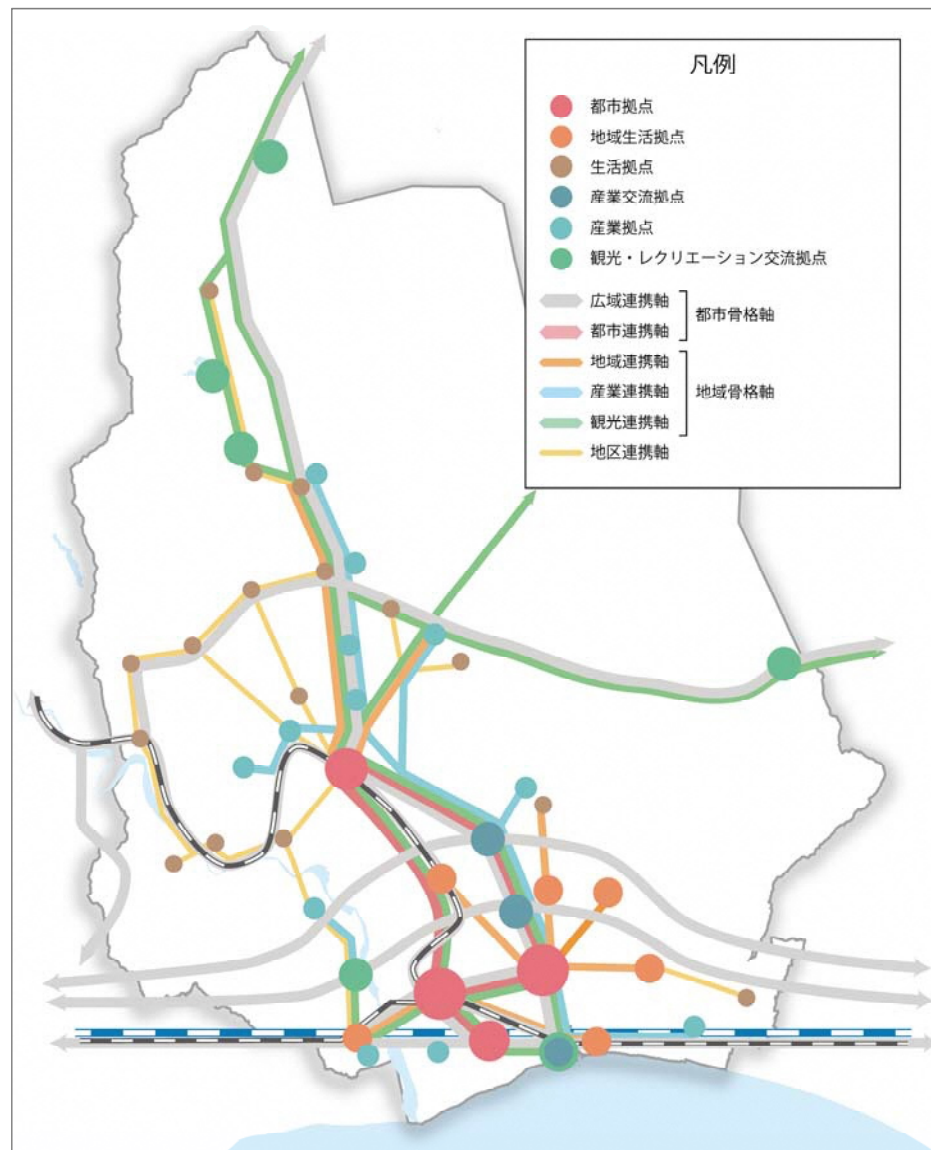 凡例
都市拠点
地域生活拠点
生活拠点
産業交流拠点
産業拠点
観光・レクリエーション交流拠点
広域連携軸
都市連携軸
都市骨格軸
地域連携軸
産業連携軸
観光連携軸
地域骨格軸
地区連携軸